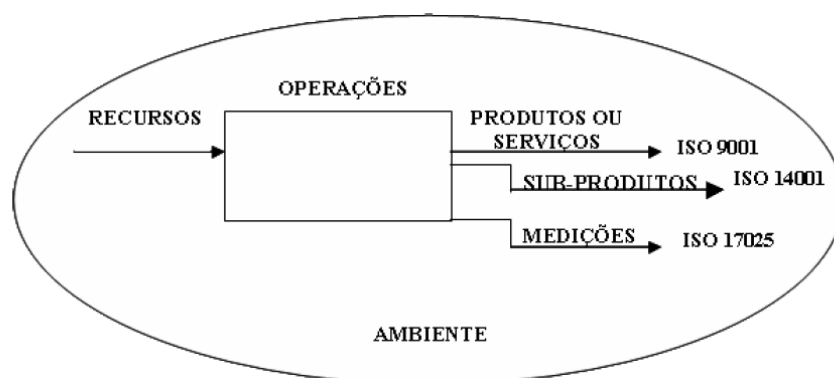 OPERAÇÕES
RECURSOS
PRODUTOS OU
SERVIÇOS
ISO 9001
SUB-PRODUTOS
ISO 14001
MEDIÇÕES
ISO 17025
AMBIENTE